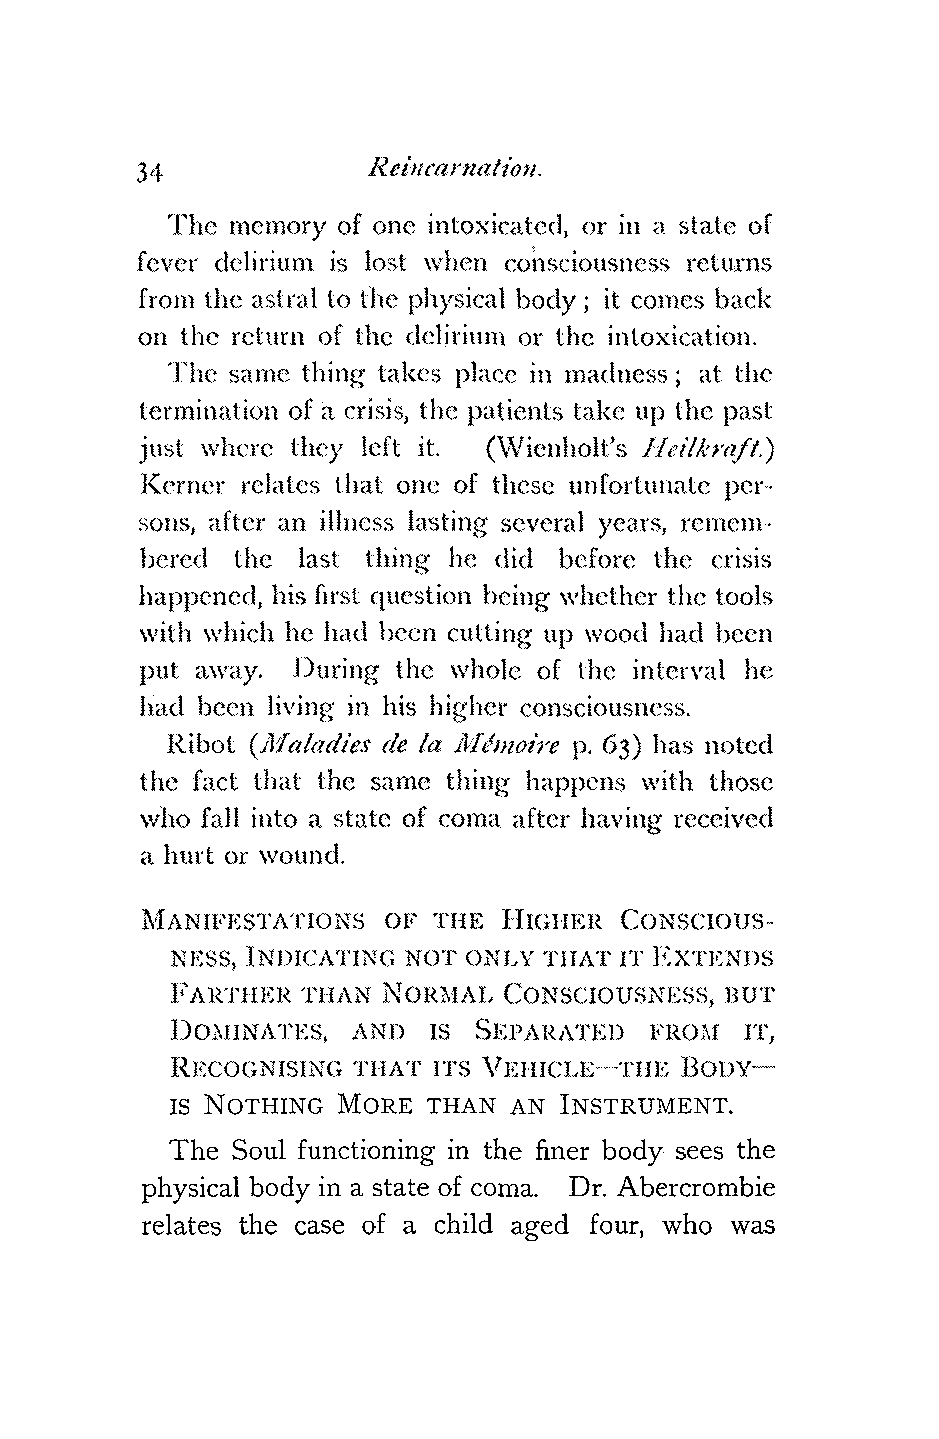 34 Reincarnation.
The memory of one intoxicated, or in a state of
fever delirium is lost when consciousness returns
from the astral to the physical body; it comes back
on the return of the delirium or the intoxication.
The same thing takes place in madness; at the
termination of a crisis, the patients take up the past
just where they left it. (Wienholt's Heilkraft.)
Kerner relates that one of these unfortunate per-
sons, after an illness lasting several years, remem-
bered the last thing he did before the crisis
happened, his first question being whether the tools
with which he had been cutting up wood had been
put away. During the whole of the interval he
had been living in his higher consciousness.
Ribot (Maladies de la Mémoire p. 63) has noted
the fact that the same thing happens with those
who fall into a state of coma after having received
a hurt or wound.
MANIFESTATIONS OF THE HIGHER CONSCIOUS-
NESS, INDICATING NOT ONLY THAT IT EXTENDS
FARTHER THAN NORMAL CONSCIOUSNESS, BUT
DOMINATES, AND IS SEPARATED FROM IT,
RECOGNISING THAT ITS VEHICLE—THE BODY—
IS NOTHING MORE THAN AN INSTRUMENT.
The Soul functioning in the finer body sees the
physical body in a state of coma. Dr. Abercrombie
relates the case of a child aged four, who was